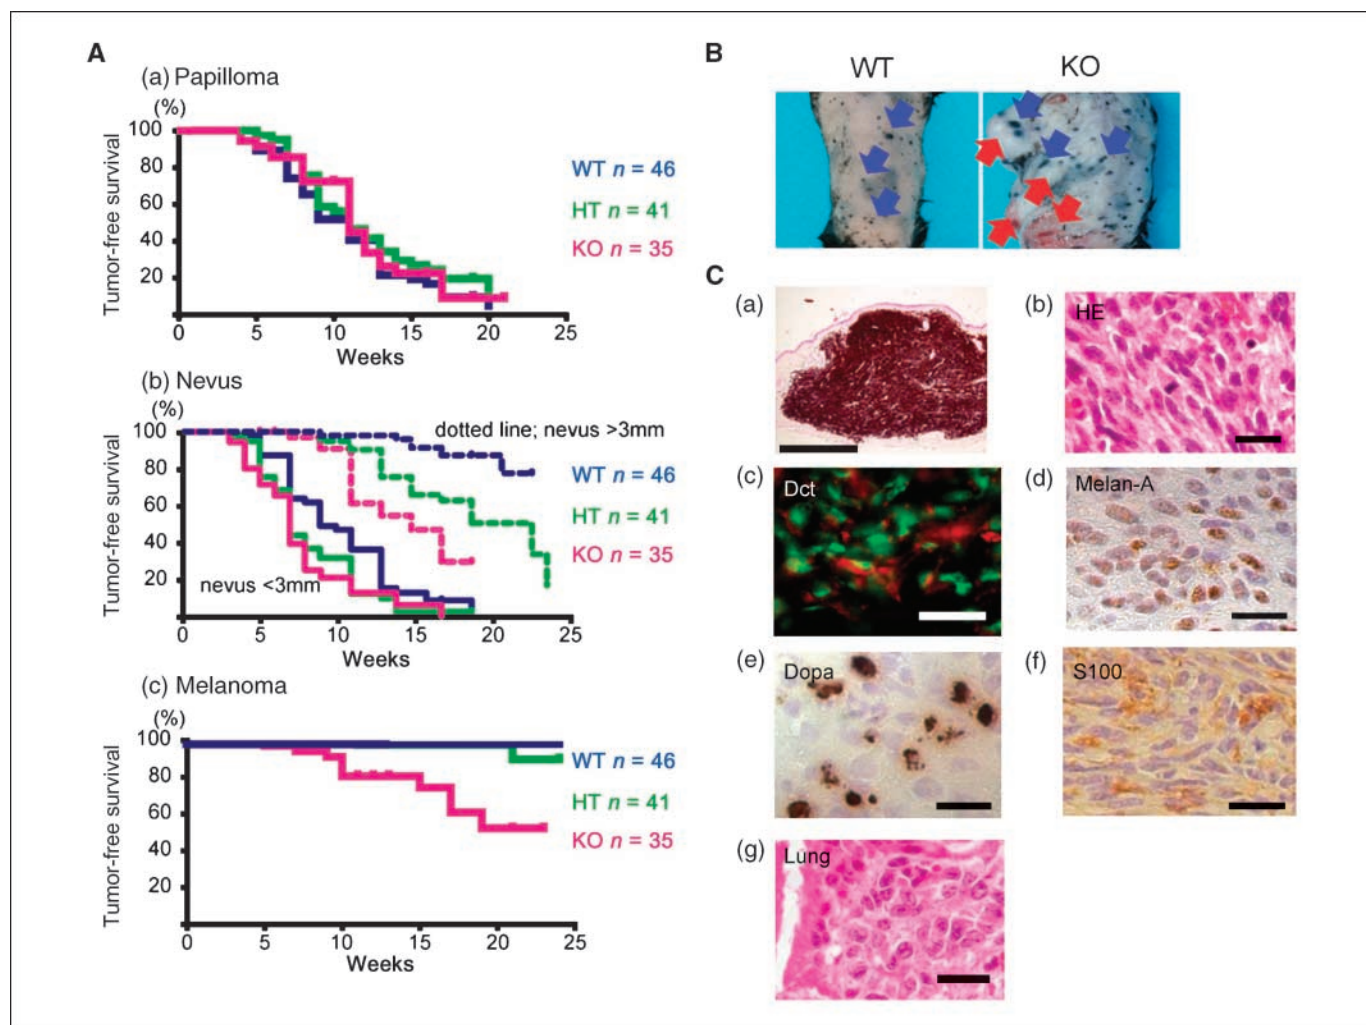 A
(a) Papilloma
(%)
Tumor-free survival
100
80
60
40
20
0 5 10 15 20 25
Weeks
WT n = 46
HT n = 41
KO n = 35
(b) Nevus
(%)
Tumor-free survival
100
80
60
40
20
0 5 10 15 20 25
Weeks
dotted line; nevus >3mm
WT n = 46
HT n = 41
KO n = 35
nevus <3mm
(c) Melanoma
(%)
Tumor-free survival
100
80
60
40
20
0 5 10 15 20 25
Weeks
WT n = 46
HT n = 41
KO n = 35
B
WT KO
C
(a)
(b) HE
(c) Dct
(d) Melan-A
(e) Dopa
(f) S100
(g) Lung